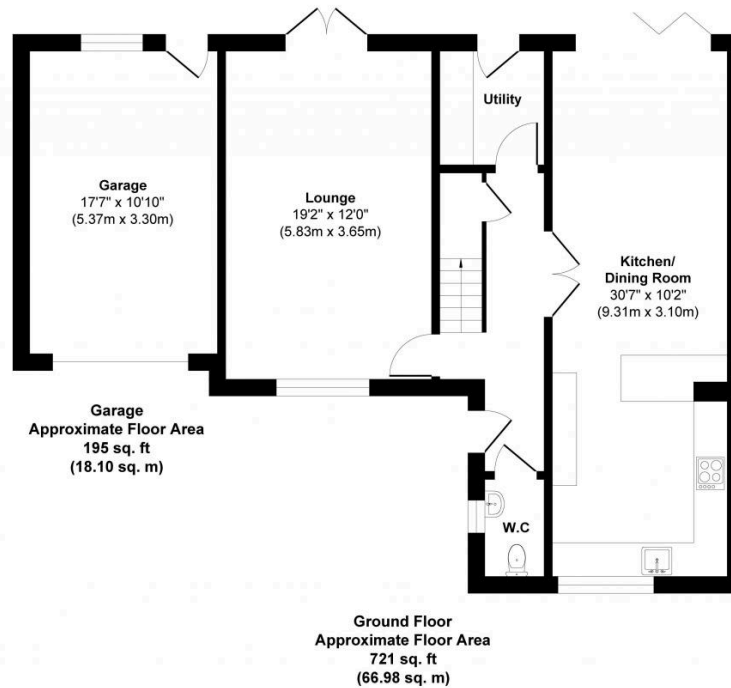 Utility
Garage
17'7" x 10'10"
(5.37m x 3.30m)
Lounge
19'2" x 12'0"
(5.83m x 3.65m)
Kitchen/
Dining Room
30'7" x 10'2"
(9.31m x 3.10m)
Garage
Approximate Floor Area
195 sq. ft
(18.10 sq. m)
W.C
Ground Floor
Approximate Floor Area
721 sq. ft
(66.98 sq. m)